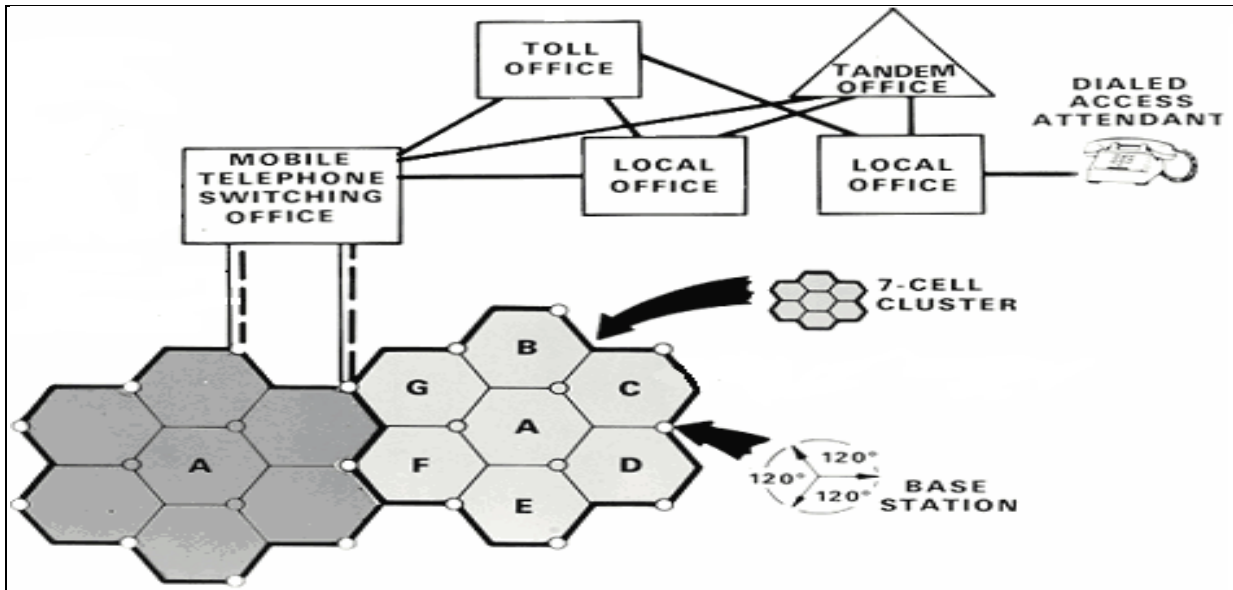 TOLL
OFFICE
TANDEM
OFFICE
DIALED
ACCESS
ATTENDANT
MOBILE
TELEPHONE
SWITCHING
OFFICE
LOCAL
OFFICE
LOCAL
OFFICE
7-CELL
CLUSTER
B
G
C
A
F
D
E
A
120°
120°
120°
BASE
STATION